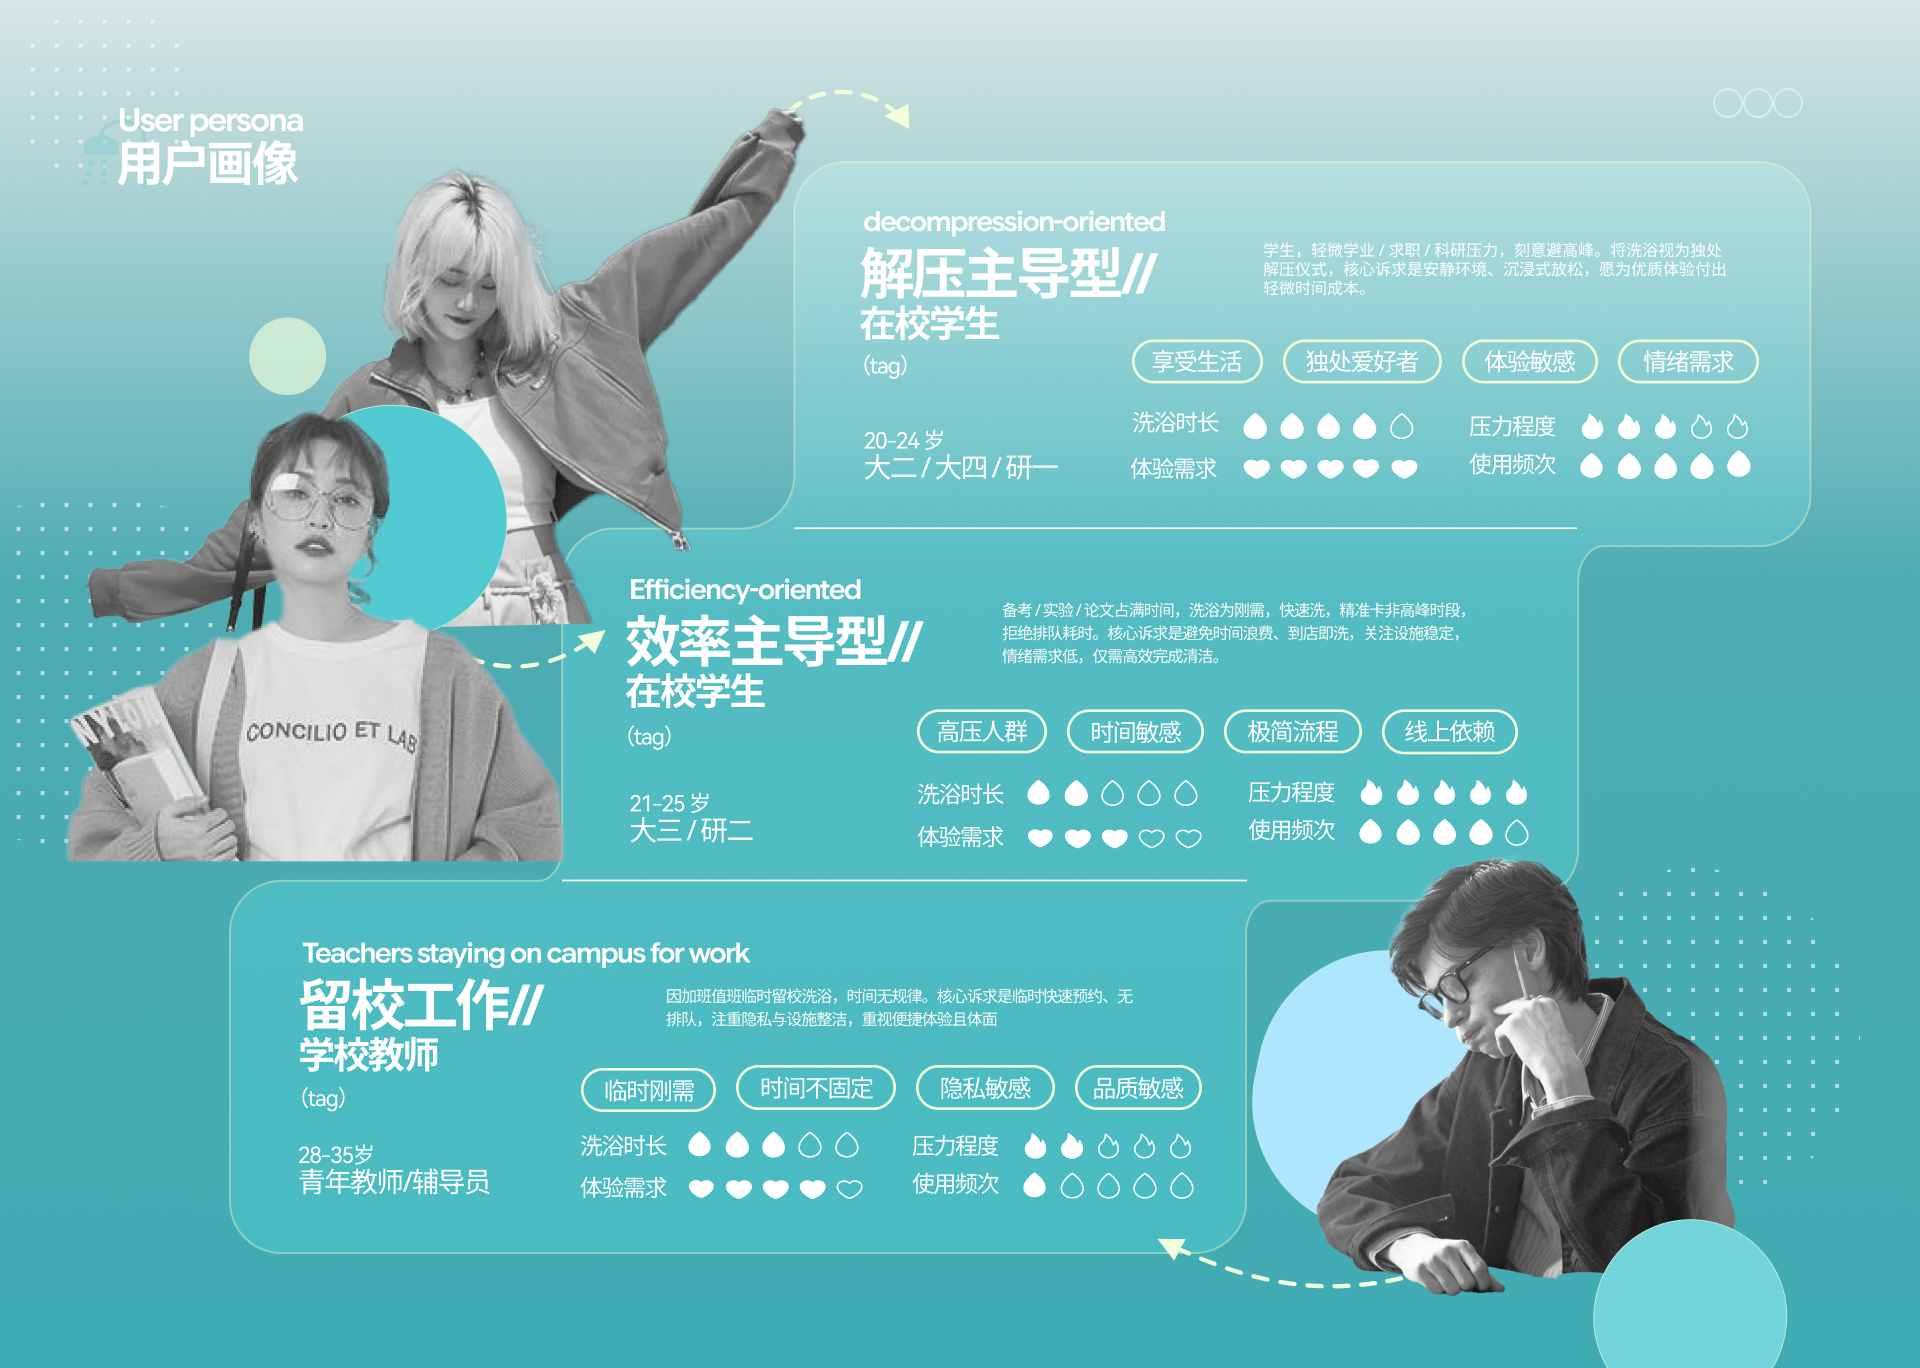 User persona
用户画像
decompression-oriented
解压主导型//
在校学生
(tag)
20-24 岁
大二 / 大四 / 研一
学生，轻微学业 / 求职 / 科研压力，刻意避高峰。将洗浴视为独处
解压仪式，核心诉求是安静环境、沉浸式放松，愿为优质体验付出
轻微时间成本。
享受生活
独处爱好者
体验敏感
情绪需求
洗浴时长
压力程度
体验需求
使用频次
Efficiency-oriented
效率主导型//
在校学生
(tag)
21-25 岁
大三 / 研二
备考 / 实验 / 论文占满时间，洗浴为刚需，快速洗，精准卡非高峰时段，
拒绝排队耗时。核心诉求是避免时间浪费、到店即洗，关注设施稳定，
情绪需求低，仅需高效完成清洁。
高压人群
时间敏感
极简流程
线上依赖
洗浴时长
压力程度
体验需求
使用频次
NYLON
CONCILIO ET LAB
Teachers staying on campus for work
留校工作//
学校教师
(tag)
28-35岁
青年教师/辅导员
因加班值班临时留校洗浴，时间无规律。核心诉求是临时快速预约、无
排队，注重隐私与设施整洁，重视便捷体验且体面
临时刚需
时间不固定
隐私敏感
品质敏感
洗浴时长
压力程度
体验需求
使用频次